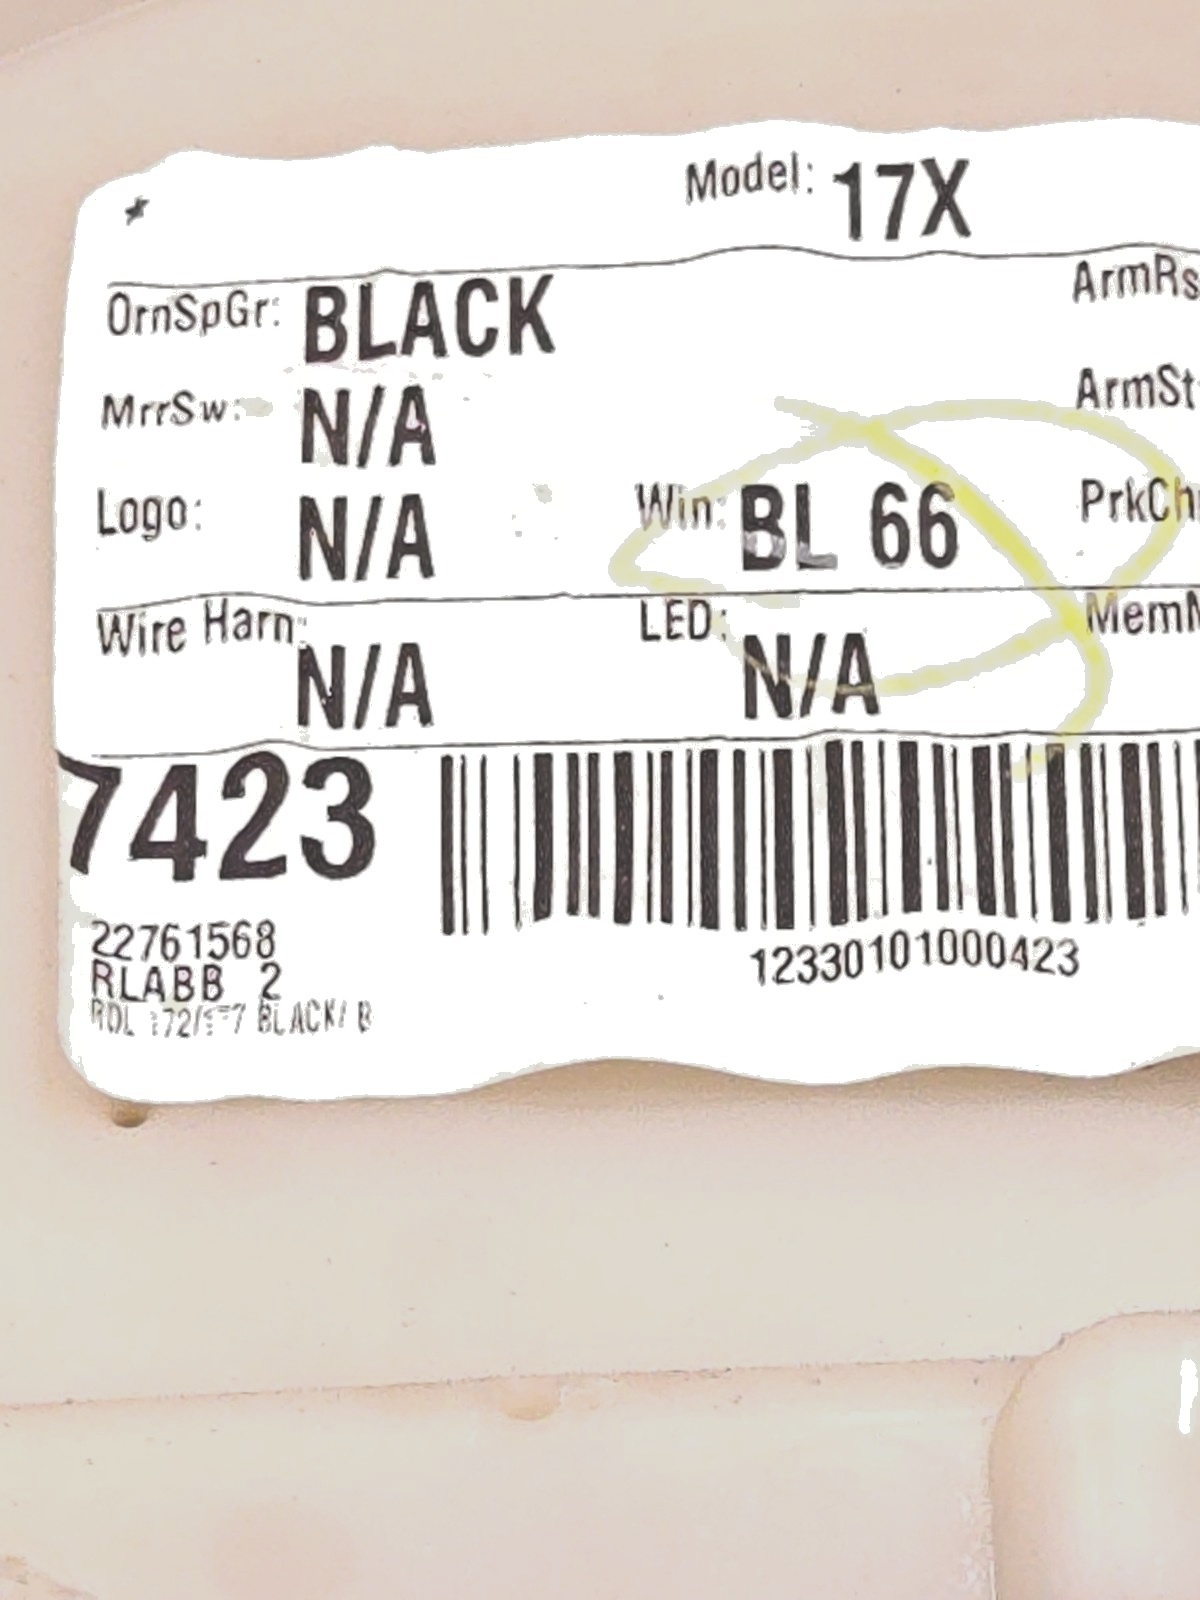 *
Model: 17X
OrnSpGr: BLACK ArmRs
MrrSw: N/A ArmSt
Logo: N/A Win: BL 66 PrkCh
Wire Harn: N/A LED: N/A MemM
7423
22761568
12330101000423
RLABB 2
BLACK/ B